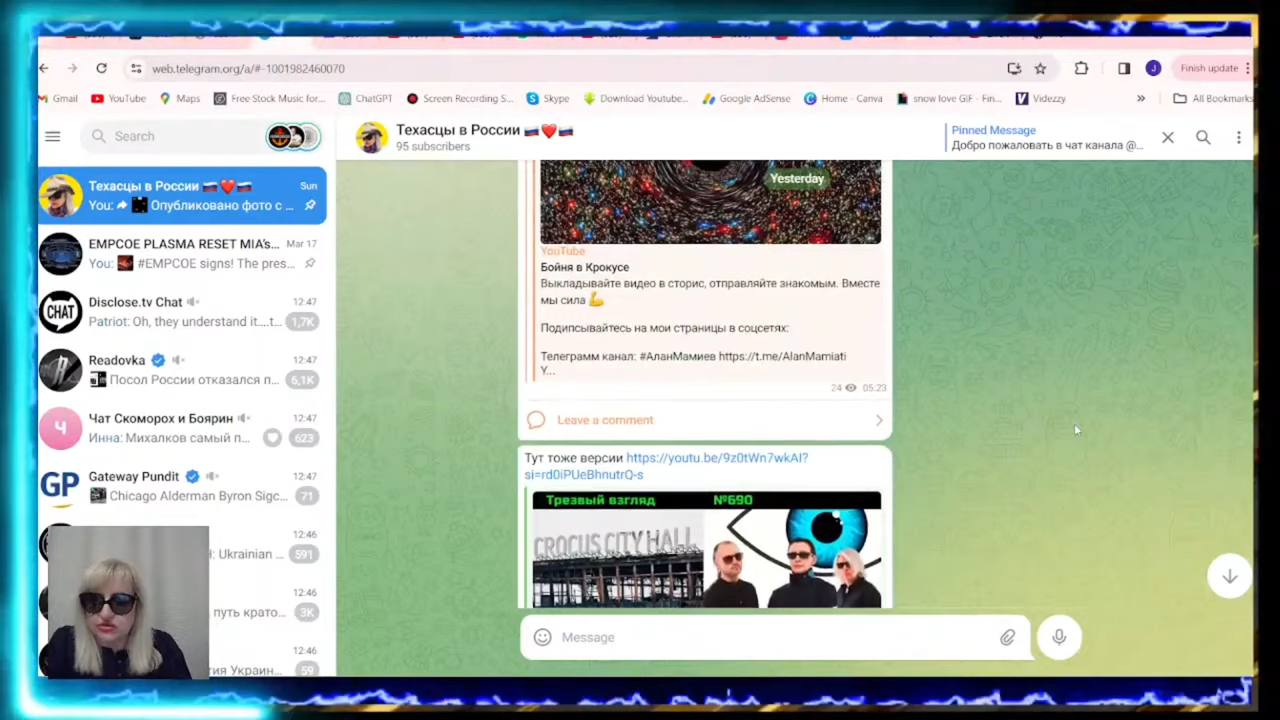 web.telegram.org/a/#-1001982460070
Finish update
Gmail
YouTube
Maps
Free Stock Music for...
ChatGPT
Screen Recording S...
Skype
Download Youtube...
Google AdSense
Home - Canva
snow love GIF - Fin...
Videzzy
»
All Bookmarks
Search
Техасцы в России
95 subscribers
Pinned Message
Добро пожаловать в чат канала @...
Техасцы в России
Sun
You: Опубликовано фото с ...
EMPCOE PLASMA RESET MIA's...
Mar 17
You: #EMPCOE signs! The pres...
CHAT
Disclose.tv Chat
12:47
Patriot: Oh, they understand it....t...
1,7K
Readovka
12:47
Посол России отказался п...
6,1K
Ч
Чат Скоморох и Боярин
12:47
Инна: Михалков самый п...
623
GP
Gateway Pundit
12:47
Chicago Alderman Byron Sigc...
71
12:46
Ukrainian ...
591
12:46
путь крато...
3K
12:46
тия Украин...
59
Yesterday
YouTube
Бойня в Крокусе
Выкладывайте видео в сторис, отправляйте знакомым. Вместе
мы сила 💪
Подипсывайтесь на мои страницы в соцсетях:
Телеграмм канал: #АланМамиев https://t.me/AlanMamiati
Y...
24
05:23
Leave a comment
Тут тоже версии https://youtu.be/9z0tWn7wkAI?
si=rd0iPUeBhnutrQ-s
Трезвый взгляд №690
CROCUS CITY HALL
Message
J